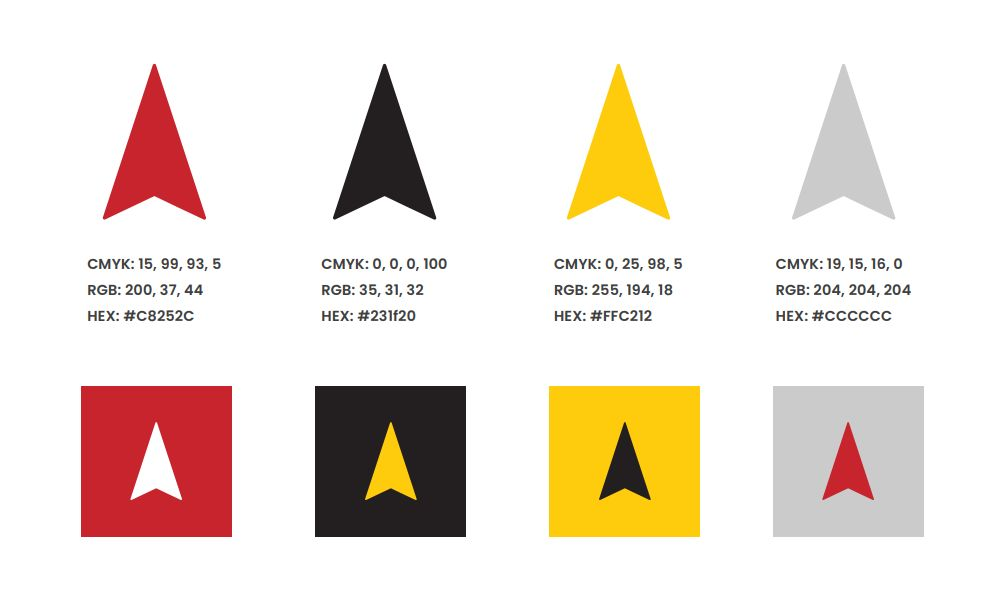 CMYK: 15, 99, 93, 5
RGB: 200, 37, 44
HEX: #C8252C
CMYK: 0, 0, 0, 100
RGB: 35, 31, 32
HEX: #231f20
CMYK: 0, 25, 98, 5
RGB: 255, 194, 18
HEX: #FFC212
CMYK: 19, 15, 16, 0
RGB: 204, 204, 204
HEX: #CCCCCC